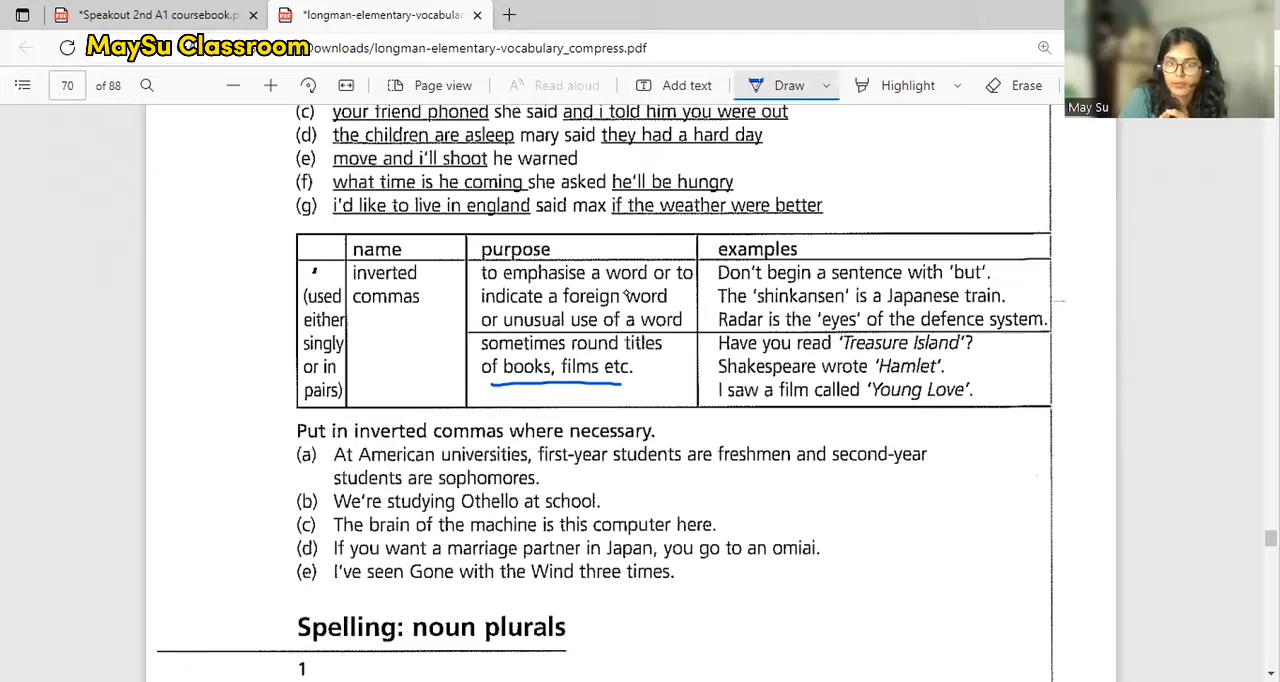 *Speakout 2nd A1 coursebook.p
*longman-elementary-vocabular
MaySu Classroom
Downloads/longman-elementary-vocabulary_compress.pdf
70 of 88
Page view
Read aloud
Add text
Draw
Highlight
Erase
May Su
(c) your friend phoned she said and i told him you were out
(d) the children are asleep mary said they had a hard day
(e) move and i'll shoot he warned
(f) what time is he coming she asked he'll be hungry
(g) i'd like to live in england said max if the weather were better
name purpose examples
' inverted to emphasise a word or to Don't begin a sentence with 'but'.
(used commas indicate a foreign word The 'shinkansen' is a Japanese train.
either or unusual use of a word Radar is the 'eyes' of the defence system.
singly sometimes round titles Have you read 'Treasure Island'?
or in of books, films etc. Shakespeare wrote 'Hamlet'.
pairs) I saw a film called 'Young Love'.
Put in inverted commas where necessary.
(a) At American universities, first-year students are freshmen and second-year
students are sophomores.
(b) We're studying Othello at school.
(c) The brain of the machine is this computer here.
(d) If you want a marriage partner in Japan, you go to an omiai.
(e) I've seen Gone with the Wind three times.
Spelling: noun plurals
1